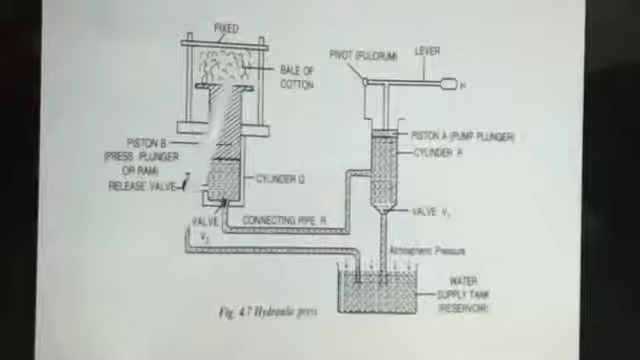 FIXED
BALE OF
COTTON
PIVOT (FULCRUM)
LEVER
H
PISTON A (PUMP PLUNGER)
CYLINDER P
PISTON B
(PRESS PLUNGER
OR RAM)
RELEASE VALVE
CYLINDER Q
VALVE
V₂
CONNECTING PIPE R
VALVE V₁
Atmospheric Pressure
WATER
SUPPLY TANK
(RESERVOIR)
Fig. 4.7 Hydraulic press